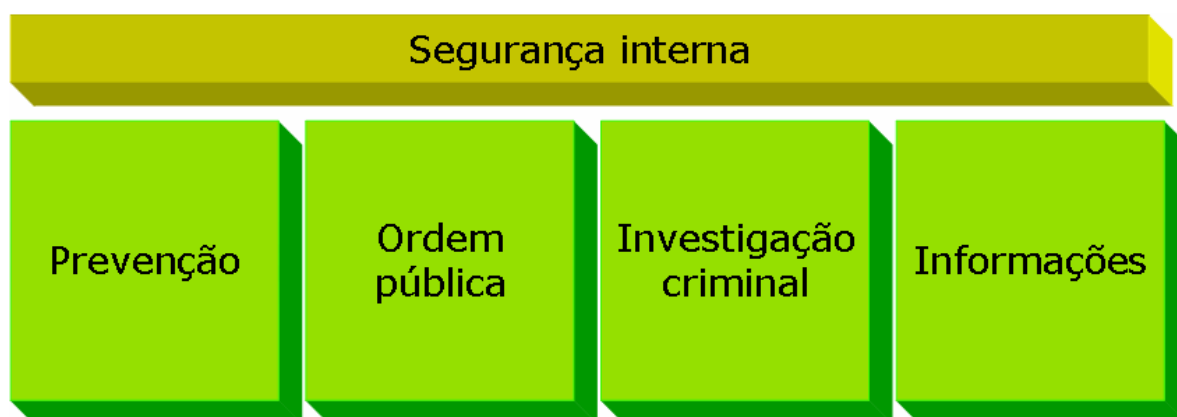 Segurança interna
Prevenção
Ordem
pública
Investigação
criminal
Informações